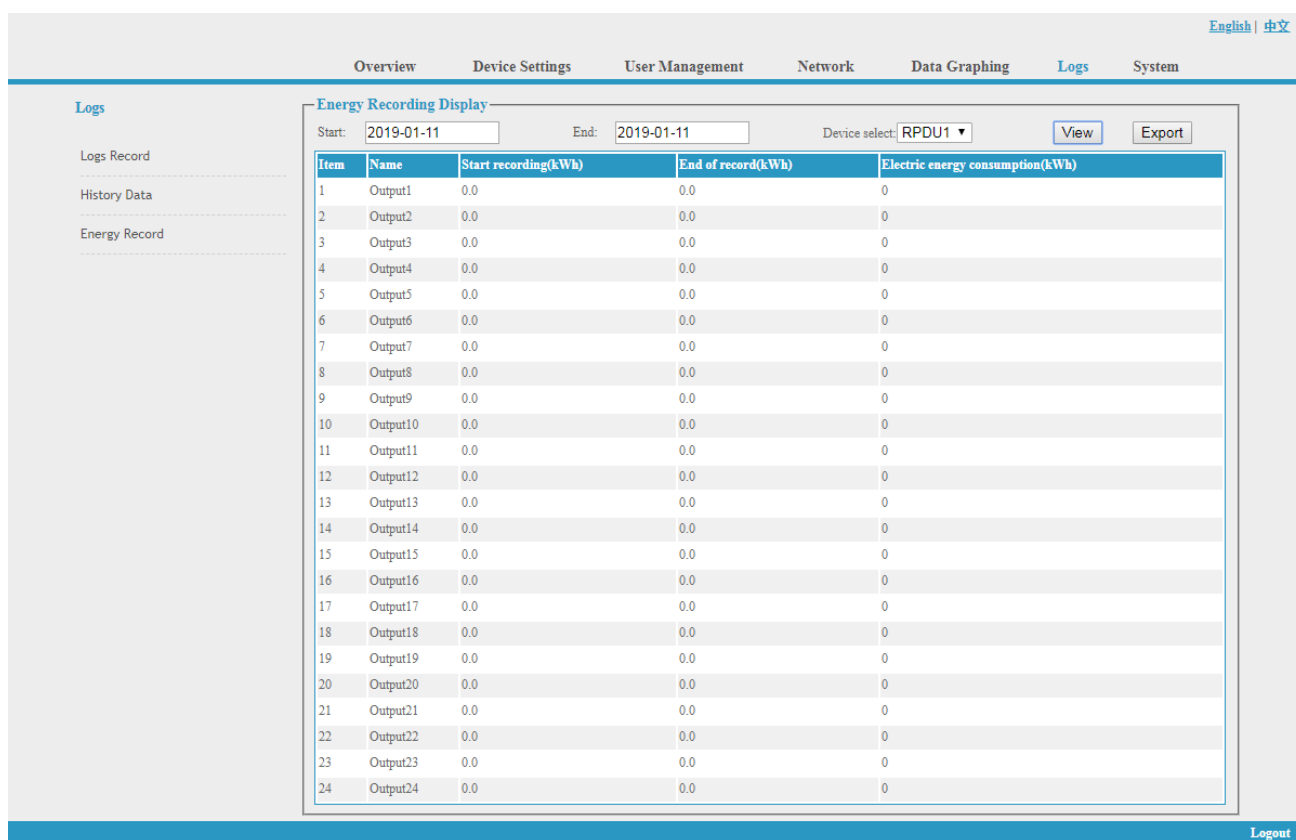 English | 中文
Overview Device Settings User Management Network Data Graphing Logs System
Logs
Logs Record
History Data
Energy Record
Energy Recording Display
Start: 2019-01-11 End: 2019-01-11 Device select: RPDU1 ▼ View Export
Item Name Start recording(kWh) End of record(kWh) Electric energy consumption(kWh)
1 Output1 0.0 0.0 0
2 Output2 0.0 0.0 0
3 Output3 0.0 0.0 0
4 Output4 0.0 0.0 0
5 Output5 0.0 0.0 0
6 Output6 0.0 0.0 0
7 Output7 0.0 0.0 0
8 Output8 0.0 0.0 0
9 Output9 0.0 0.0 0
10 Output10 0.0 0.0 0
11 Output11 0.0 0.0 0
12 Output12 0.0 0.0 0
13 Output13 0.0 0.0 0
14 Output14 0.0 0.0 0
15 Output15 0.0 0.0 0
16 Output16 0.0 0.0 0
17 Output17 0.0 0.0 0
18 Output18 0.0 0.0 0
19 Output19 0.0 0.0 0
20 Output20 0.0 0.0 0
21 Output21 0.0 0.0 0
22 Output22 0.0 0.0 0
23 Output23 0.0 0.0 0
24 Output24 0.0 0.0 0
Logout